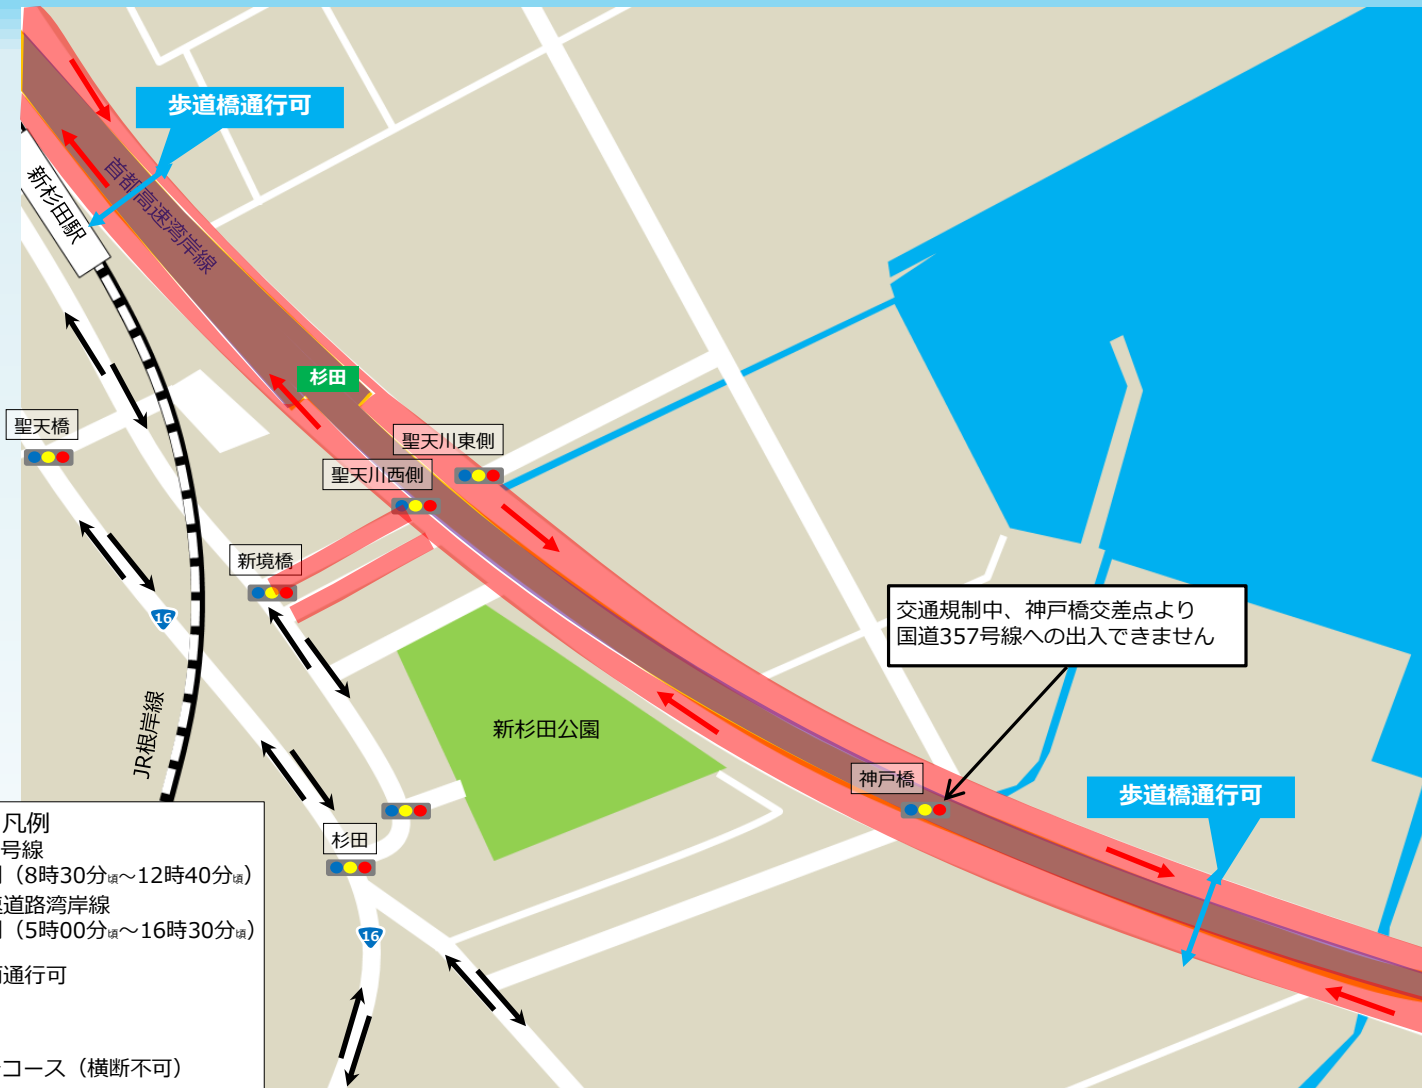 歩道橋通行可
首都高速湾岸線
新杉田駅
杉田
聖天橋
聖天川東側
聖天川西側
新境橋
16
交通規制中、神戸橋交差点より
国道357号線への出入できません
JR根岸線
新杉田公園
神戸橋
歩道橋通行可
杉田
16
凡例
号線
（8時30分頃～12時40分頃）
道路湾岸線
（5時00分頃～16時30分頃）
通行可
コース（横断不可）